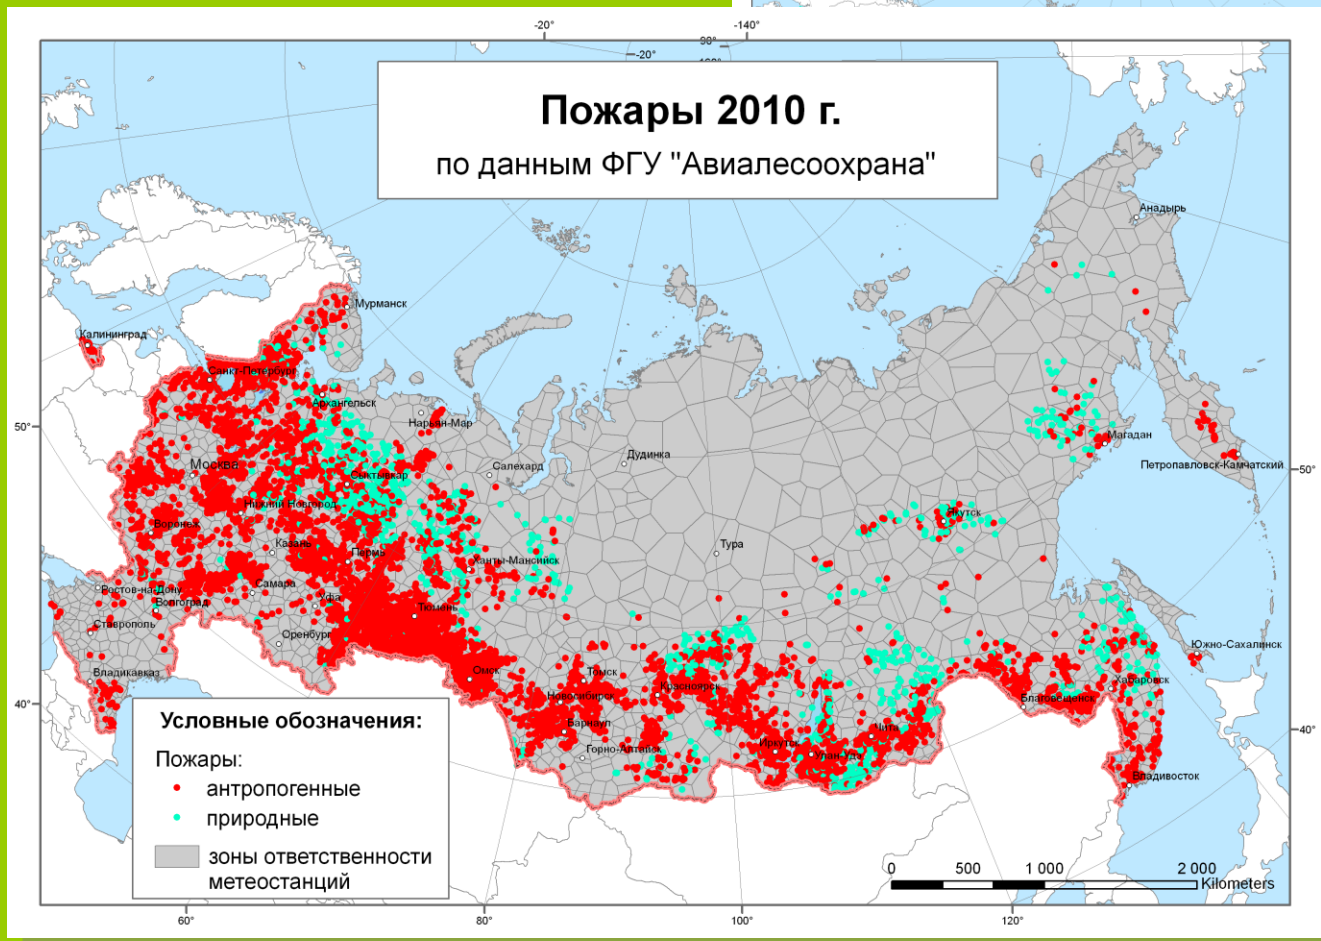 -20°
-140°
-20°
90°
Пожары 2010 г.
по данным ФГУ "Авиалесоохрана"
Анадырь
Мурманск
Калининград
Санкт-Петербург
Архангельск
Нарьян-Мар
50°
Магадан
Москва
Салехард
Дудинка
Петропавловск-Камчатский
50°
Сыктывкар
Нижний Новгород
Якутск
Воронеж
Казань
Пермь
Тура
Ханты-Мансийск
Самара
Ростов-на-Дону
Волгоград
Уфа
Тюмень
Ставрополь
Оренбург
Южно-Сахалинск
Владикавказ
Омск
Томск
Хабаровск
Новосибирск
Красноярск
Благовещенск
40°
Барнаул
Чита
40°
Горно-Алтайск
Иркутск
Улан-Удэ
Владивосток
Условные обозначения:
Пожары:
антропогенные
природные
зоны ответственности
метеостанций
0 500 1 000 2 000
Kilometers
60°
80°
100°
120°